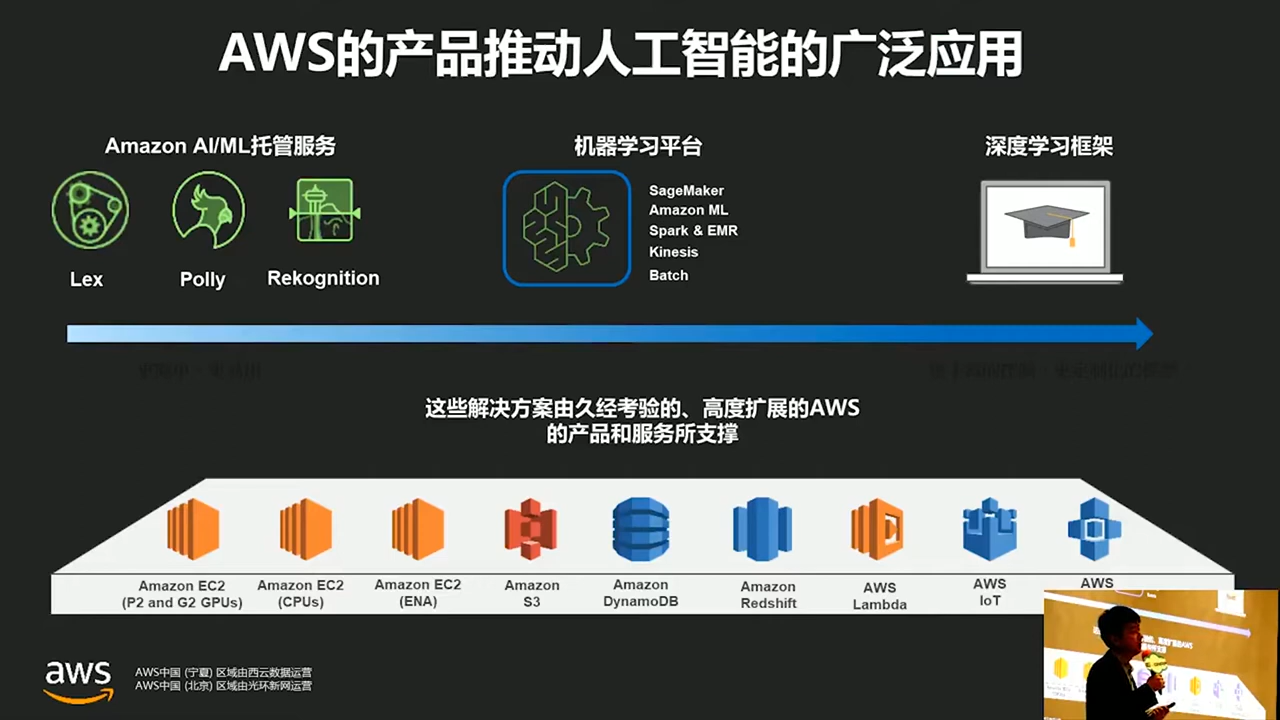 AWS的产品推动人工智能的广泛应用
Amazon AI/ML托管服务
Lex
Polly
Rekognition
机器学习平台
SageMaker
Amazon ML
Spark & EMR
Kinesis
Batch
深度学习框架
这些解决方案由久经考验的、高度扩展的AWS
的产品和服务所支撑
Amazon EC2
(P2 and G2 GPUs)
Amazon EC2
(CPUs)
Amazon EC2
(ENA)
Amazon
S3
Amazon
DynamoDB
Amazon
Redshift
AWS
Lambda
AWS
IoT
AWS
aws
AWS中国 (宁夏) 区域由西云数据运营
AWS中国 (北京) 区域由光环新网运营